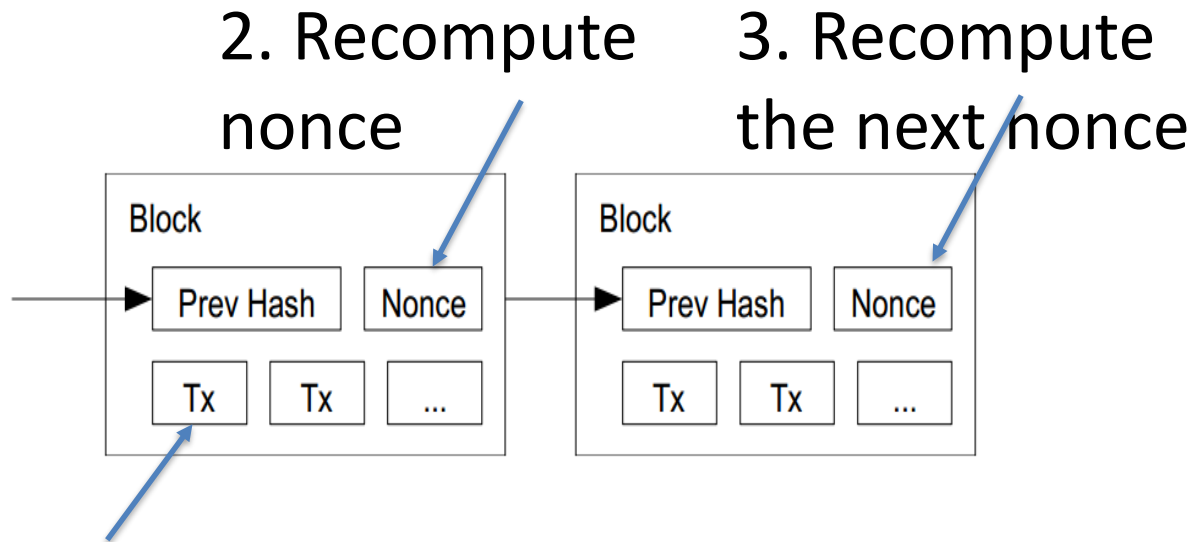 2. Recompute
nonce
3. Recompute
the next nonce
Block
Prev Hash
Nonce
Tx
Tx
...
Block
Prev Hash
Nonce
Tx
Tx
...